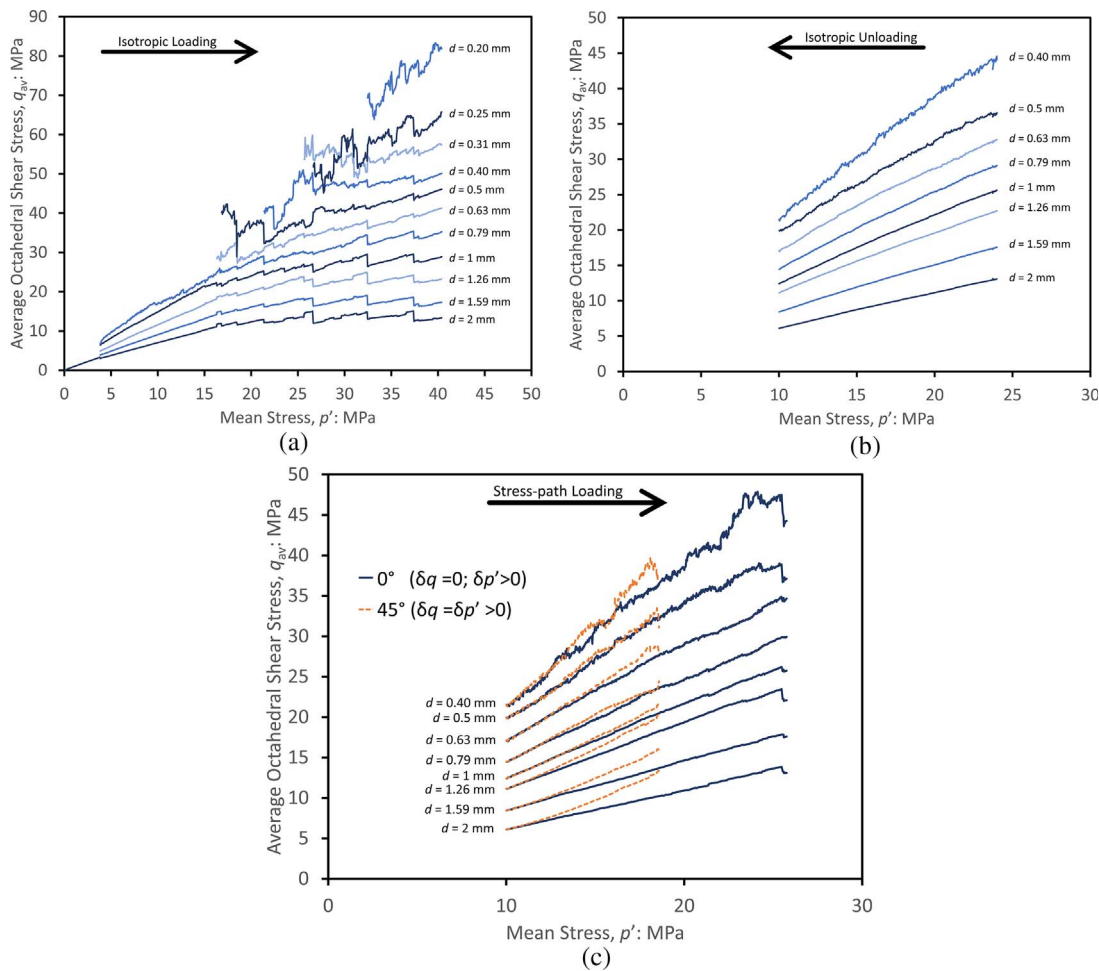 Average Octahedral Shear Stress, qav: MPa
90
80
70
60
50
40
30
20
10
0
Isotropic Loading
d = 0.20 mm
d = 0.25 mm
d = 0.31 mm
d = 0.40 mm
d = 0.5 mm
d = 0.63 mm
d = 0.79 mm
d = 1 mm
d = 1.26 mm
d = 1.59 mm
d = 2 mm
0 5 10 15 20 25 30 35 40 45 50
Mean Stress, p': MPa
(a)
Average Octahedral Shear Stress, qav: MPa
50
45
40
35
30
25
20
15
10
5
0
Isotropic Unloading
d = 0.40 mm
d = 0.5 mm
d = 0.63 mm
d = 0.79 mm
d = 1 mm
d = 1.26 mm
d = 1.59 mm
d = 2 mm
0 5 10 15 20 25 30
Mean Stress, p': MPa
(b)
Average Octahedral Shear Stress, qav: MPa
50
45
40
35
30
25
20
15
10
5
0
Stress-path Loading
0° (δq =0; δp'>0)
45° (δq =δp' >0)
d = 0.40 mm
d = 0.5 mm
d = 0.63 mm
d = 0.79 mm
d = 1 mm
d = 1.26 mm
d = 1.59 mm
d = 2 mm
0 10 20 30
Mean Stress, p': MPa
(c)